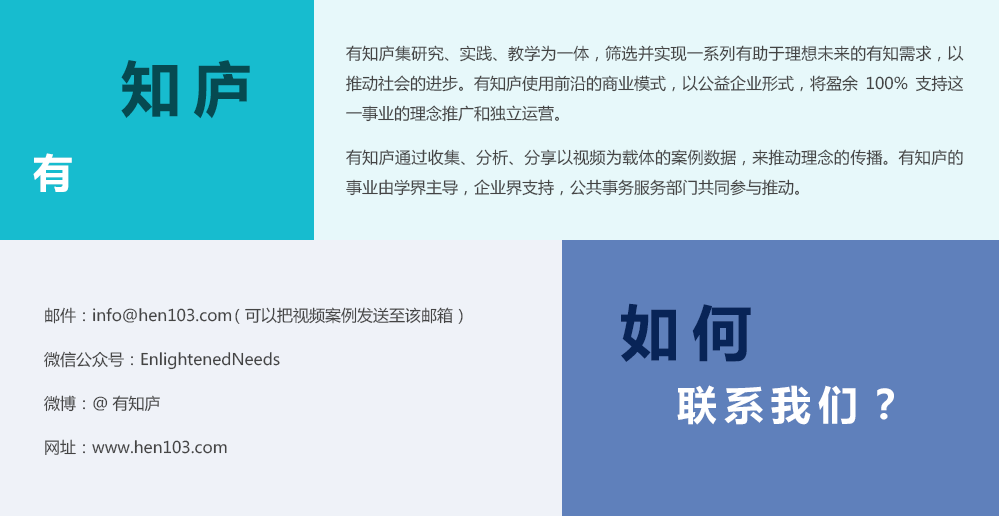 有知庐
有知庐集研究、实践、教学为一体，筛选并实现一系列有助于理想未来的有知需求，以
推动社会的进步。有知庐使用前沿的商业模式，以公益企业形式，将盈余 100% 支持这
一事业的理念推广和独立运营。
有知庐通过收集、分析、分享以视频为载体的案例数据，来推动理念的传播。有知庐的
事业由学界主导，企业界支持，公共事务服务部门共同参与推动。
如何
联系我们？
邮件：info@hen103.com（可以把视频案例发送至该邮箱）
微信公众号：EnlightenedNeeds
微博：@ 有知庐
网址：www.hen103.com